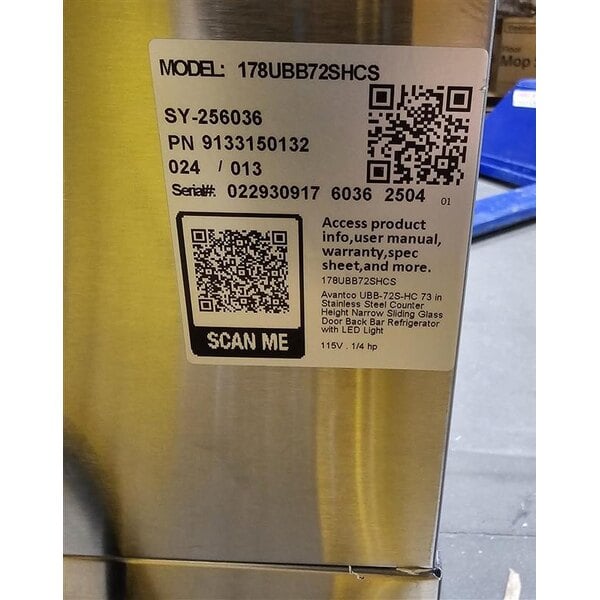 MODEL: 178UBB72SHCS
SY-256036
PN 9133150132
024 / 013
Serial#: 022930917 6036 2504 01
SCAN ME
Access product
info,user manual,
warranty,spec
sheet,and more.
178UBB72SHCS
Avantco UBB-72S-HC 73 in
Stainless Steel Counter
Height Narrow Sliding Glass
Door Back Bar Refrigerator
with LED Light
115V . 1/4 hp
Mop